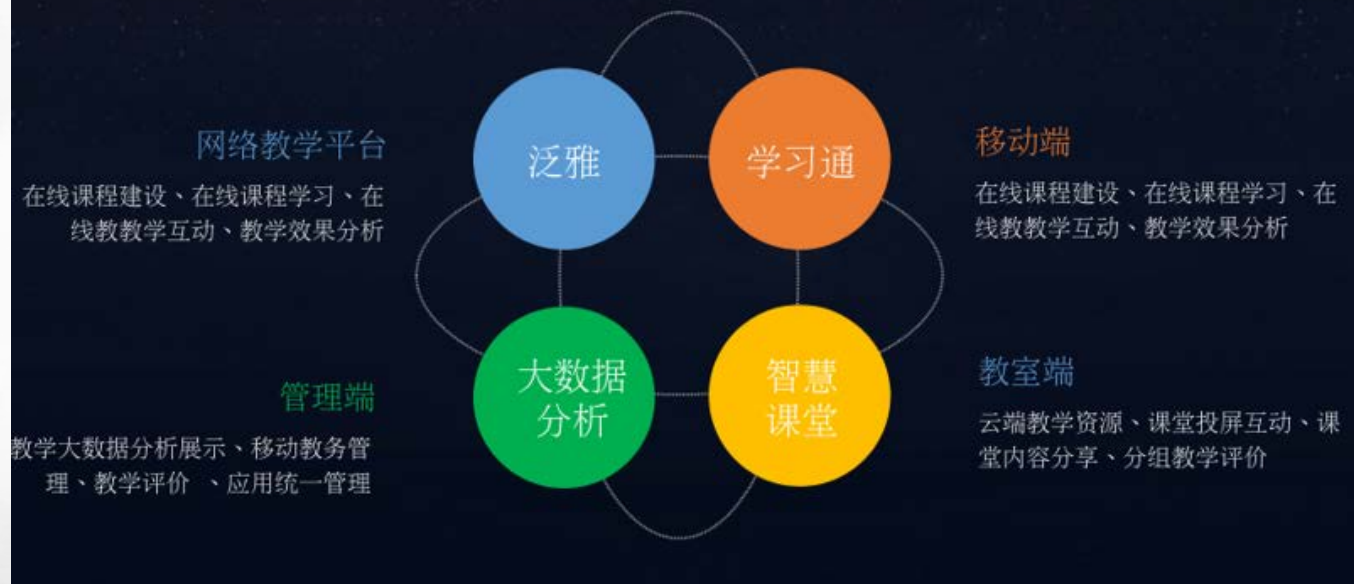 网络教学平台
在线课程建设、在线课程学习、在
线教教学互动、教学效果分析
泛雅
学习通
移动端
在线课程建设、在线课程学习、在
线教教学互动、教学效果分析
管理端
教学大数据分析展示、移动教务管
理、教学评价 、应用统一管理
大数据
分析
智慧
课堂
教室端
云端教学资源、课堂投屏互动、课
堂内容分享、分组教学评价